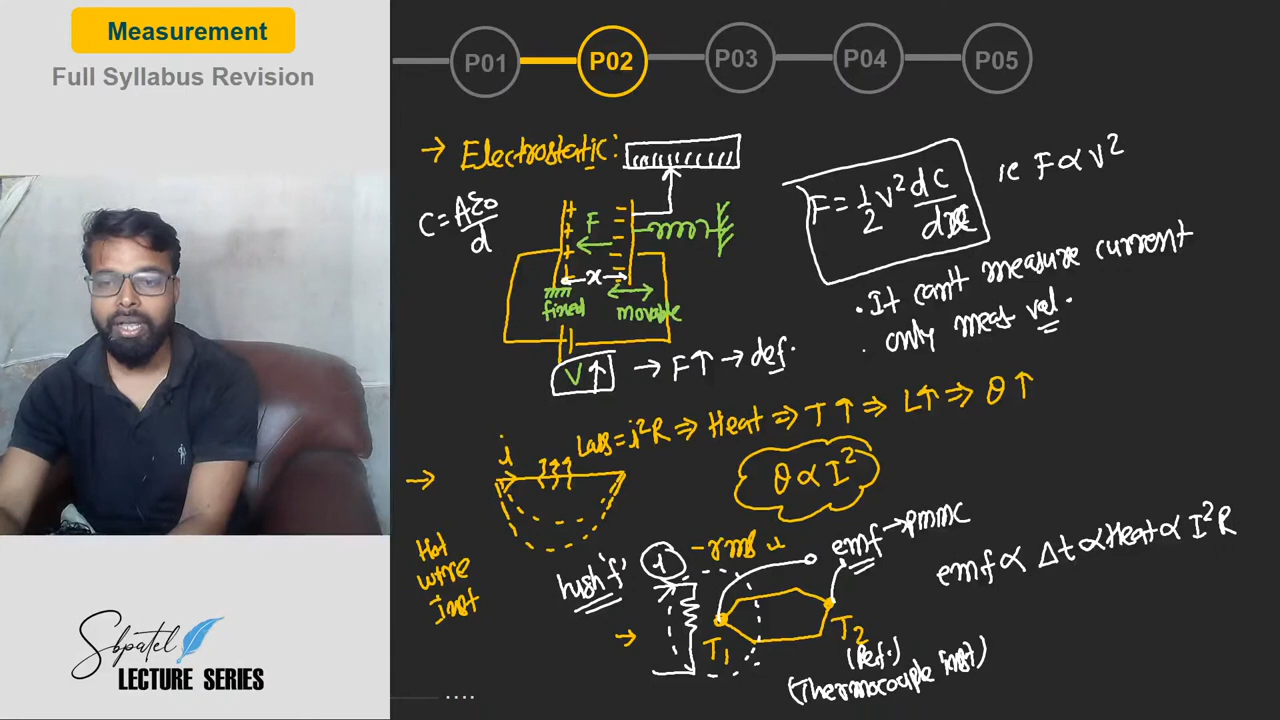 Measurement
Full Syllabus Revision
P01
P02
P03
P04
P05
→ Electrostatic:
C = Aε₀/d
F
x
fixed
movable
V↑ → F↑ → def.
F = 1/2 V² dC/dx
ie F ∝ V²
• It can't measure current
• only meas vol.
→ i
Loss = i²R ⇒ Heat ⇒ T↑ ⇒ L↑ ⇒ θ↑
θ ∝ I²
Hot
wire
Inst
- rms
high f
i
emf → PMMC
emf ∝ Δt ∝ Heat ∝ I²R
→ T₁
T₂
(Ref.)
(Thermocouple inst)
Sbpatel
LECTURE SERIES